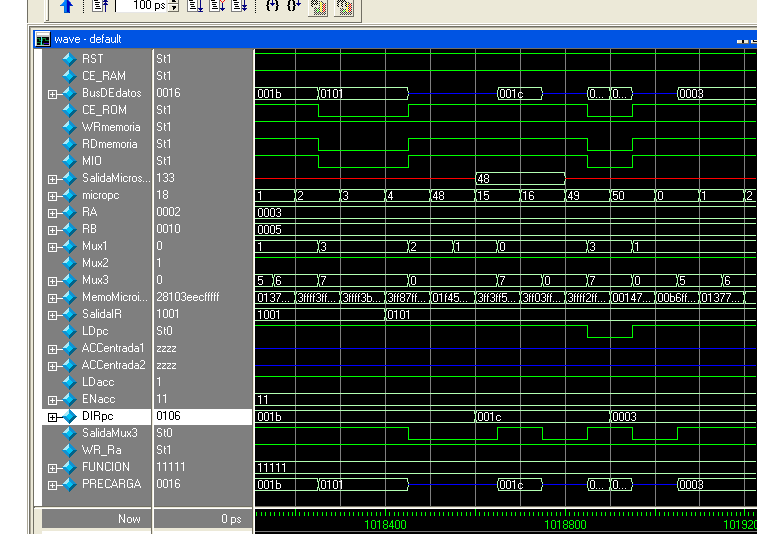 100 ps
wave - default
RST St1
CE_RAM St1
BusDEdatos 0016 001b 0101 001c 0... 0... 0003
CE_ROM St1
WRmemoria St1
RDmemoria St1
MIO St1
SalidaMicros... 133 48
micropc 18 1 2 3 4 48 15 16 49 50 0 1 2
RA 0002 0003
RB 0010 0005
Mux1 0 1 3 2 1 0 3 1
Mux2 1
Mux3 0 5 6 7 0 7 0 7 0 5 6
MemoMicroi... 28103eecfffff 0137... 3ffff3ff... 3ffff3b... 3ff87ff... 01f45... 3ff3ff5... 3ff03ff... 3ffff2ff... 00147... 00b6ff... 01377...
SalidaIR 1001 1001 0101
LDpc St0
ACCentrada1 zzzz
ACCentrada2 zzzz
LDacc 1
ENacc 11 11
DIRpc 0106 001b 001c 0003
SalidaMux3 St0
WR_Ra St1
FUNCION 11111 11111
PRECARGA 0016 001b 0101 001c 0... 0... 0003
Now 0 ps 1018400 1018800 101920